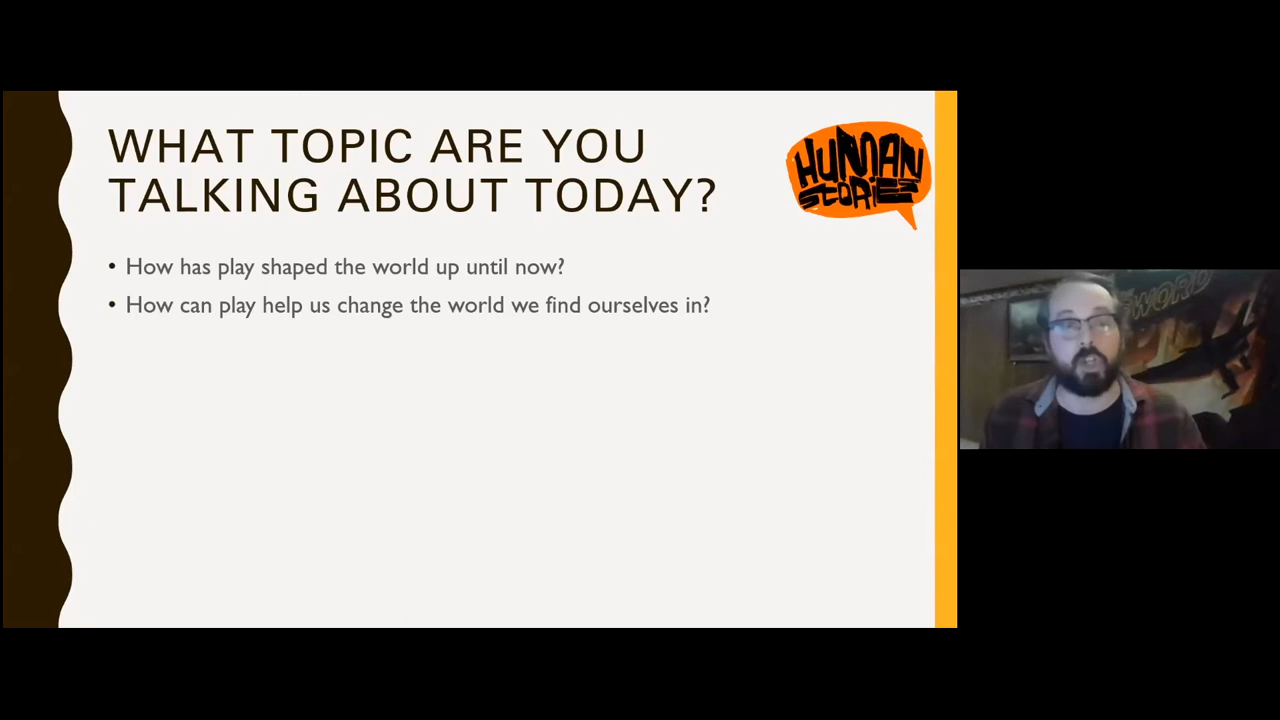 WHAT TOPIC ARE YOU
TALKING ABOUT TODAY?
HUMAN
STORIES
• How has play shaped the world up until now?
• How can play help us change the world we find ourselves in?
SWORD